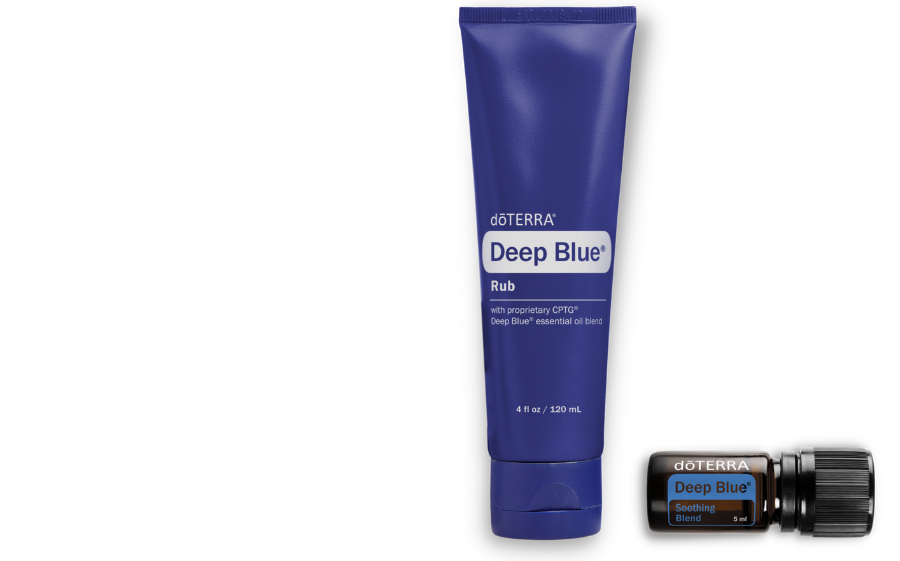 dōTERRA®
Deep Blue®
Rub
with proprietary CPTG®
Deep Blue® essential oil blend
4 fl oz / 120 mL
dōTERRA
Deep Blue®
Soothing
Blend
5 ml